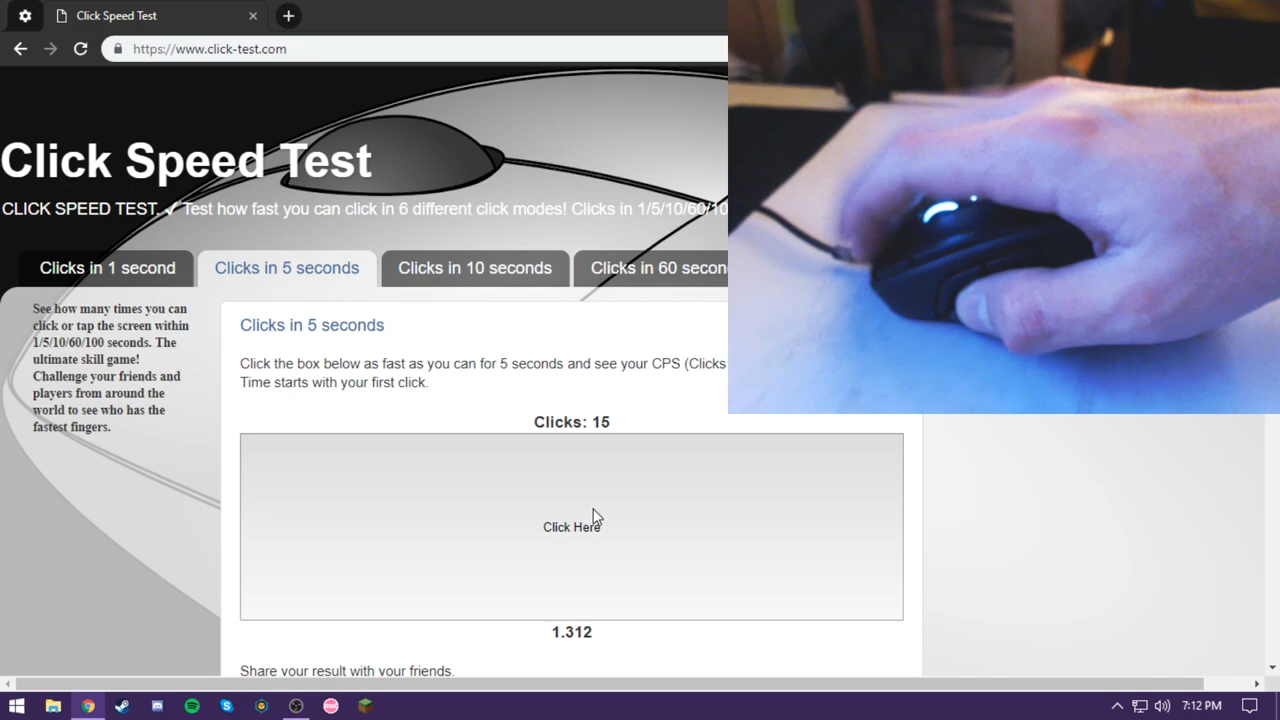 Click Speed Test
https://www.click-test.com
Click Speed Test
CLICK SPEED TEST. ✓ Test how fast you can click in 6 different click modes! Clicks in 1/5/10/60/10
Clicks in 1 second
Clicks in 5 seconds
Clicks in 10 seconds
Clicks in 60 secon
See how many times you can
click or tap the screen within
1/5/10/60/100 seconds. The
ultimate skill game!
Challenge your friends and
players from around the
world to see who has the
fastest fingers.
Clicks in 5 seconds
Click the box below as fast as you can for 5 seconds and see your CPS (Clicks
Time starts with your first click.
Clicks: 15
Click Here
1.312
Share your result with your friends.
7:12 PM